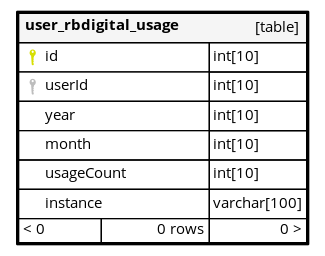 user_rbdigital_usage [table]
id int[10]
userId int[10]
year int[10]
month int[10]
usageCount int[10]
instance varchar[100]
< 0 0 rows 0 >